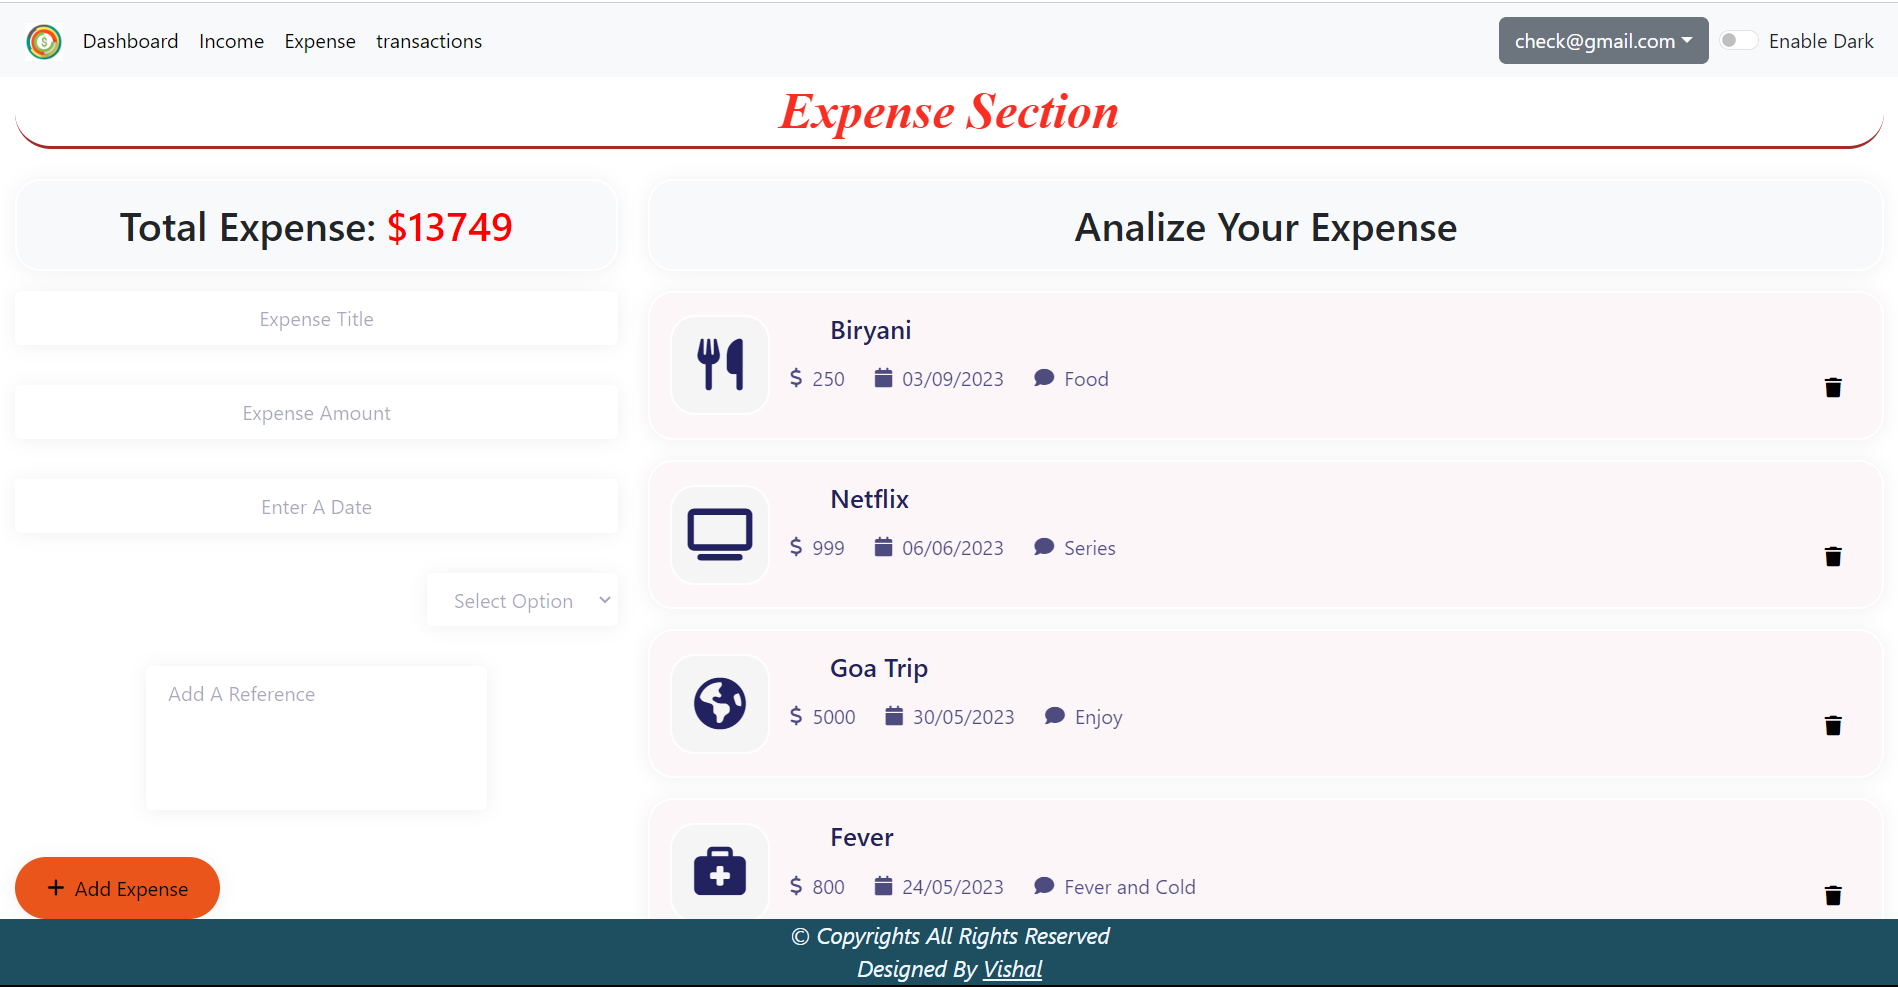 Dashboard Income Expense transactions check@gmail.com Enable Dark
Expense Section
Total Expense: $13749
Expense Title
Expense Amount
Enter A Date
Select Option
Add A Reference
+ Add Expense
Analize Your Expense
Biryani
$ 250 03/09/2023 Food
Netflix
$ 999 06/06/2023 Series
Goa Trip
$ 5000 30/05/2023 Enjoy
Fever
$ 800 24/05/2023 Fever and Cold
© Copyrights All Rights Reserved
Designed By Vishal